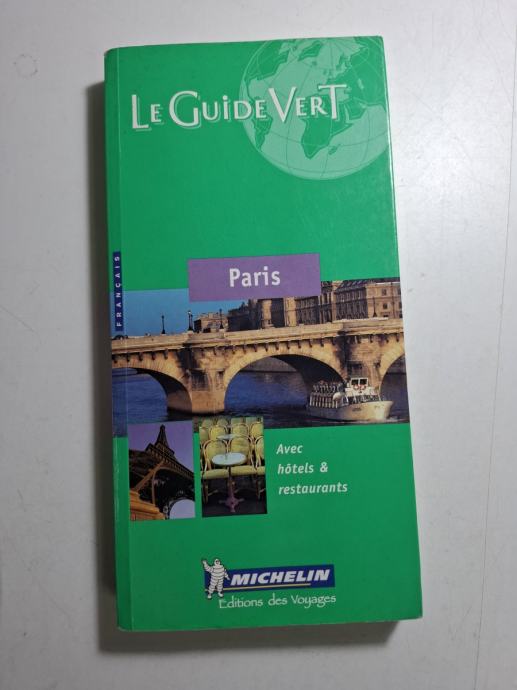 LE GUIDE VERT
Paris
FRANÇAIS
Avec
hôtels &
restaurants
MICHELIN
Editions des Voyages